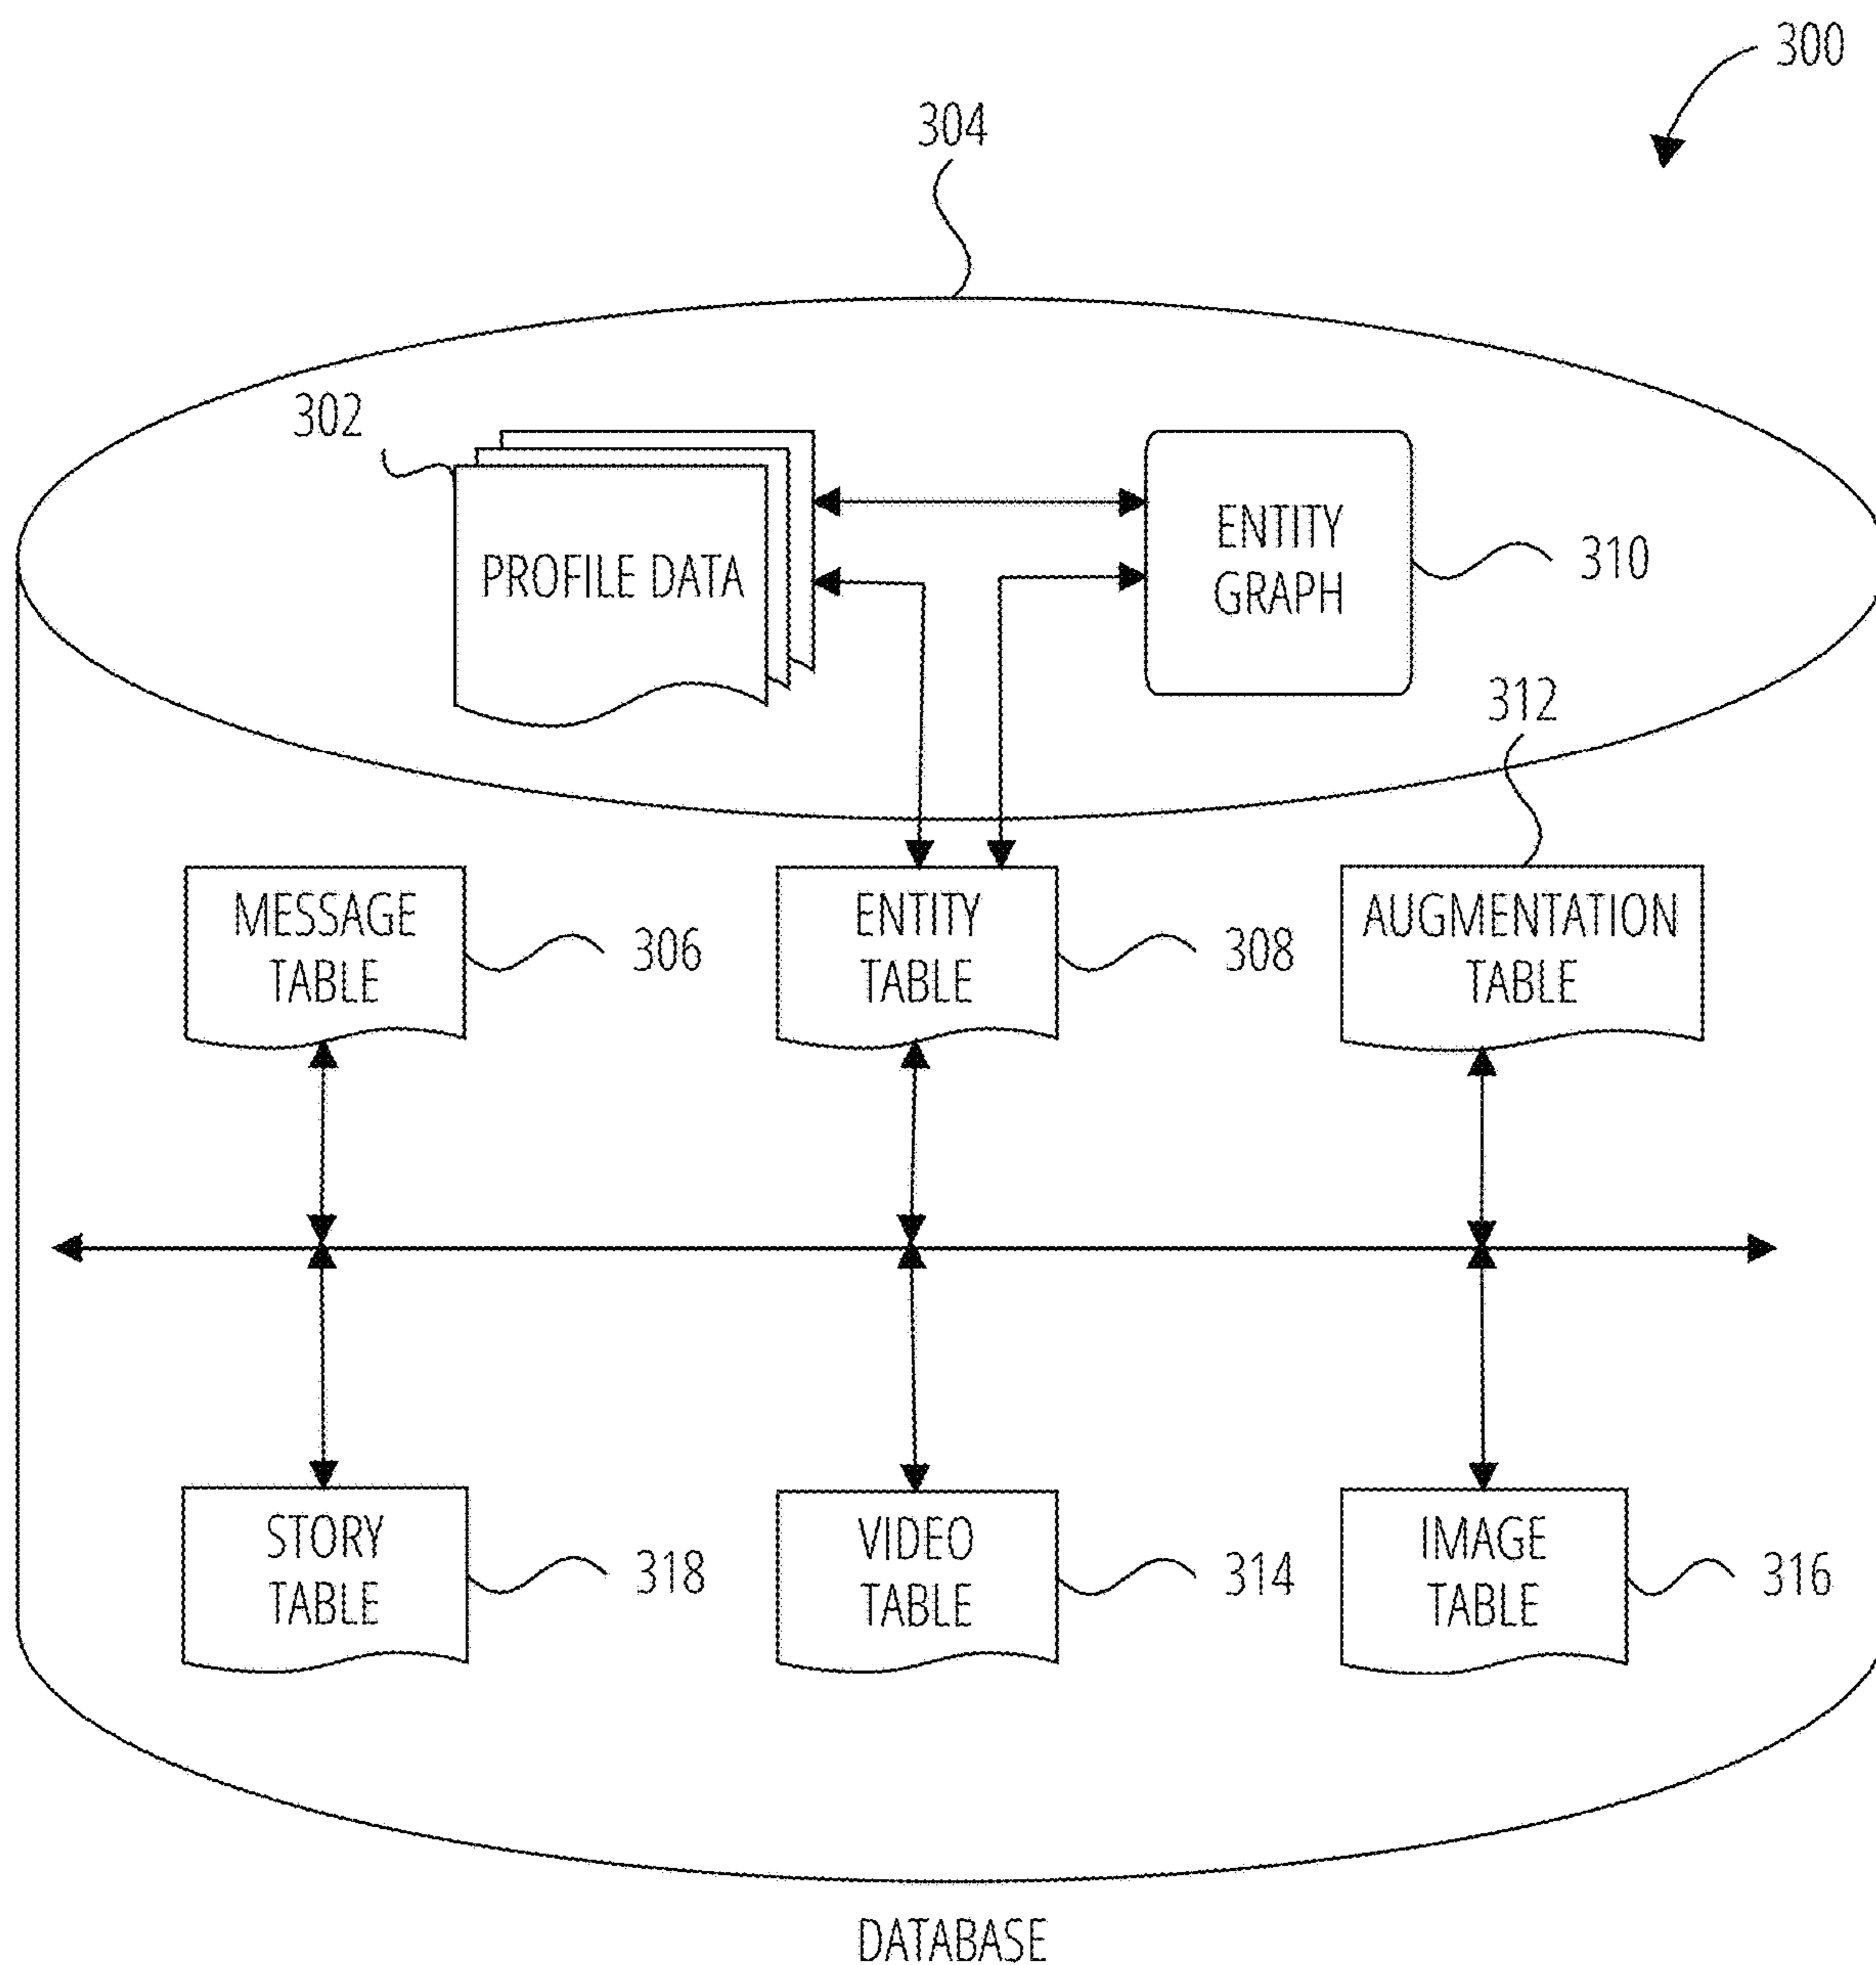 300
304
302
PROFILE DATA
ENTITY
GRAPH
310
312
MESSAGE
TABLE
306
ENTITY
TABLE
308
AUGMENTATION
TABLE
STORY
TABLE
318
VIDEO
TABLE
314
IMAGE
TABLE
316
DATABASE